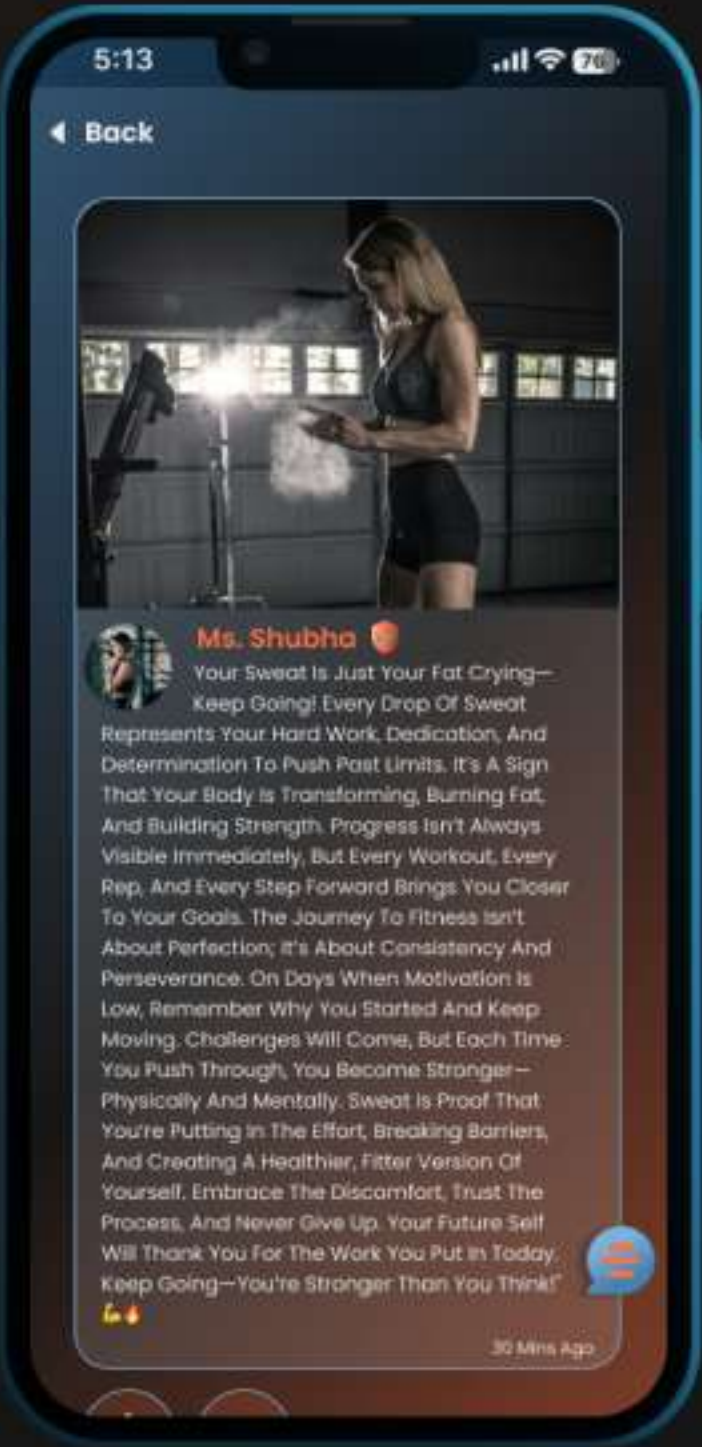 5:13
76
Back
Ms. Shubha
Your Sweat Is Just Your Fat Crying—
Keep Going! Every Drop Of Sweat
Represents Your Hard Work, Dedication, And
Determination To Push Past Limits. It's A Sign
That Your Body Is Transforming, Burning Fat,
And Building Strength. Progress Isn't Always
Visible Immediately, But Every Workout, Every
Rep, And Every Step Forward Brings You Closer
To Your Goals. The Journey To Fitness Isn't
About Perfection; It's About Consistency And
Perseverance. On Days When Motivation Is
Low, Remember Why You Started And Keep
Moving. Challenges Will Come, But Each Time
You Push Through, You Become Stronger—
Physically And Mentally. Sweat Is Proof That
You're Putting In The Effort, Breaking Barriers,
And Creating A Healthier, Fitter Version Of
Yourself. Embrace The Discomfort, Trust The
Process, And Never Give Up. Your Future Self
Will Thank You For The Work You Put In Today.
Keep Going—You're Stronger Than You Think!"
💪🔥
30 Mins Ago